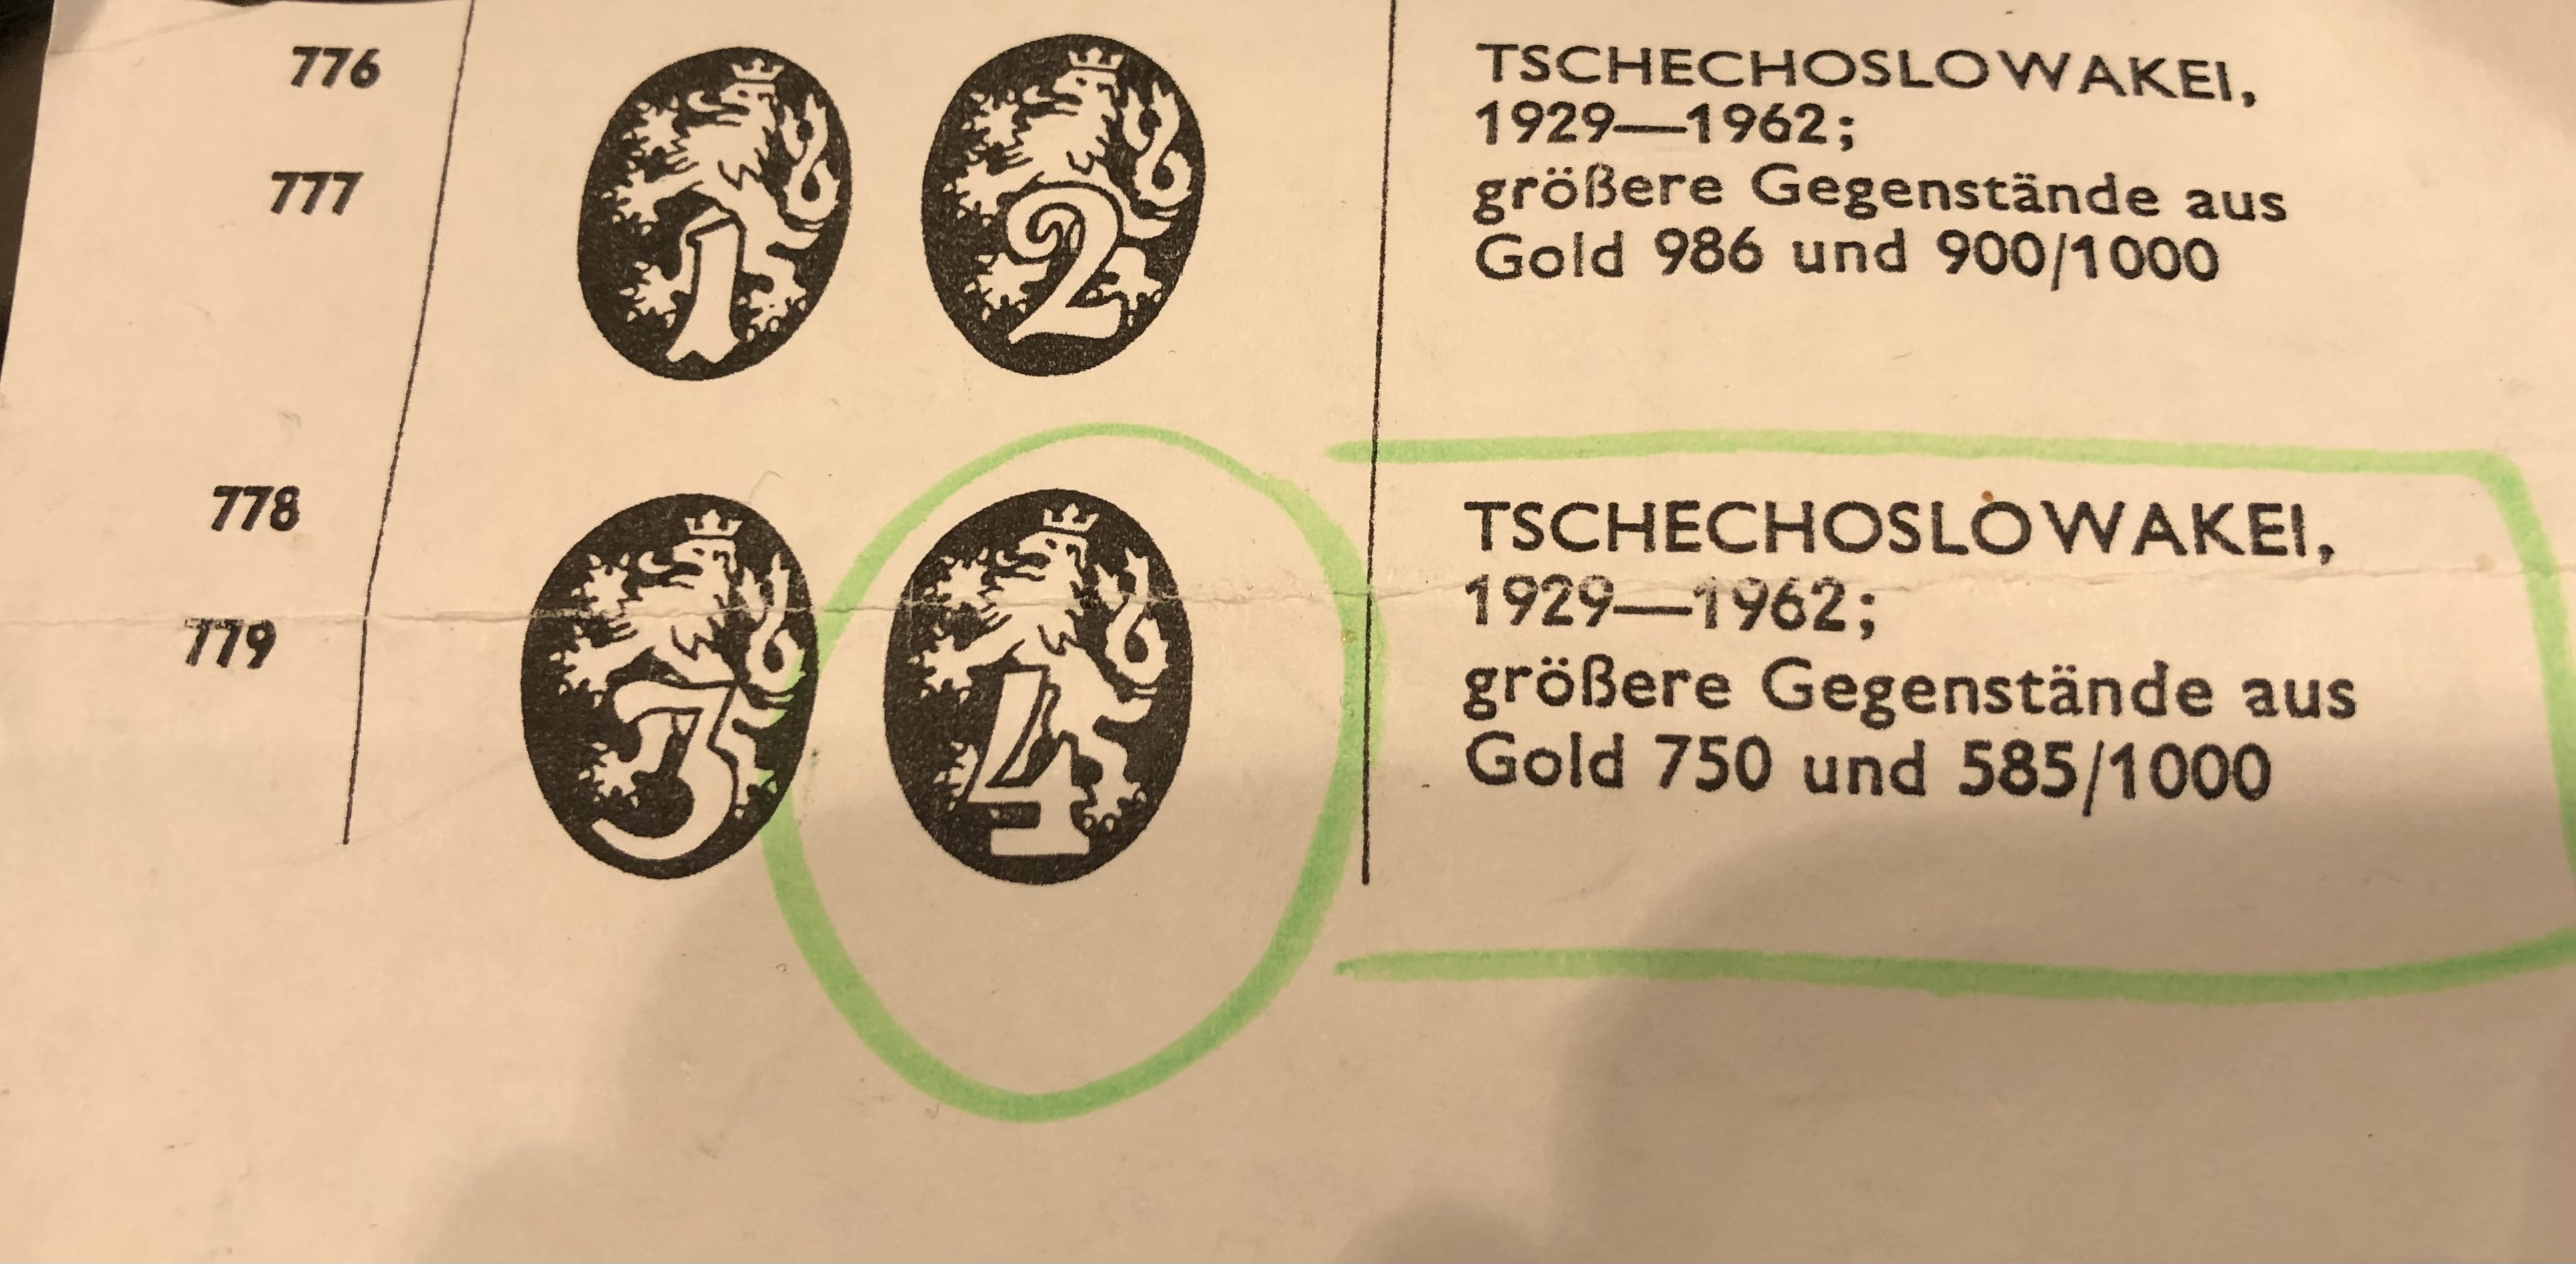 776
777
1
2
TSCHECHOSLOWAKEI,
1929—1962;
größere Gegenstände aus
Gold 986 und 900/1000
778
779
3
4
TSCHECHOSLOWAKEI,
1929—1962;
größere Gegenstände aus
Gold 750 und 585/1000